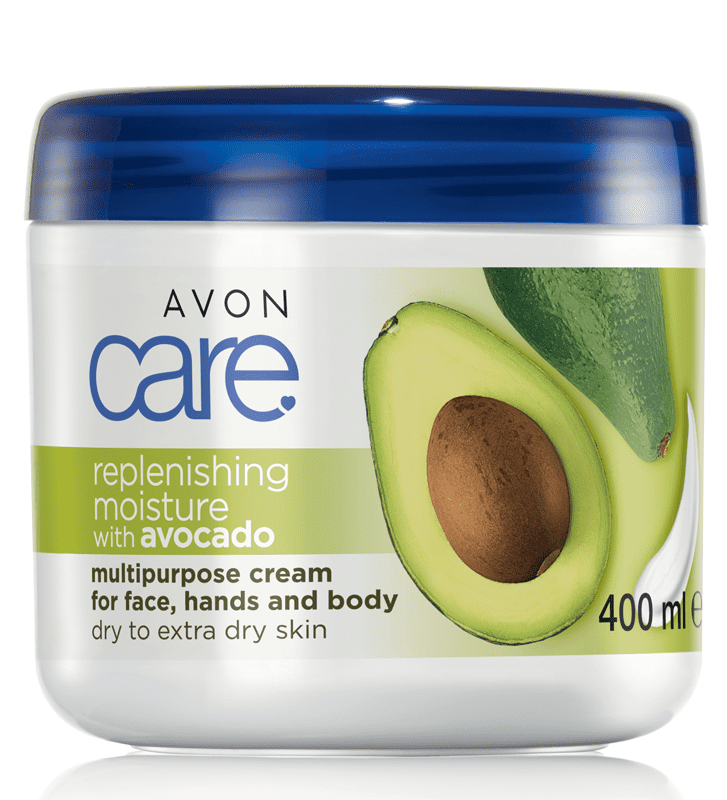 AVON
care
replenishing
moisture
with avocado
multipurpose cream
for face, hands and body
dry to extra dry skin
400 ml e